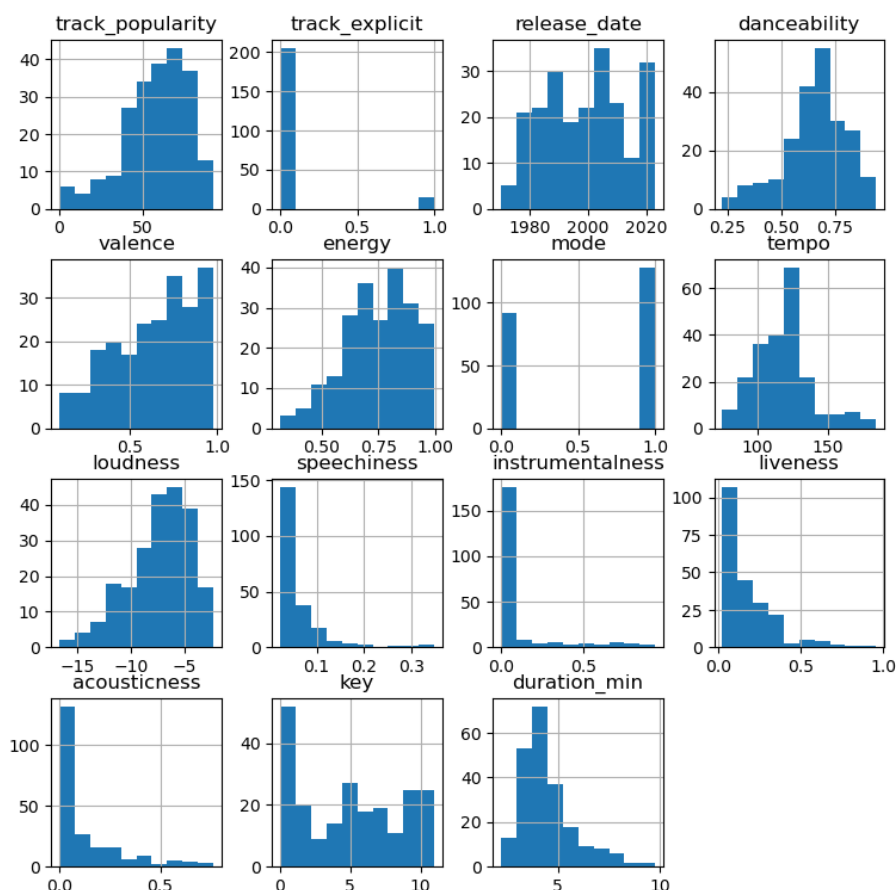 track_popularity track_explicit release_date danceability
40 30 20 10 0 0 50
200 150 100 50 0 0.0 0.5 1.0
30 20 10 0 1980 2000 2020
40 20 0 0.25 0.50 0.75
valence energy mode tempo
30 20 10 0 0.5 1.0
40 30 20 10 0 0.50 0.75 1.00
100 50 0 0.0 0.5 1.0
60 40 20 0 100 150
loudness speechiness instrumentalness liveness
40 30 20 10 0 −15 −10 −5
150 100 50 0 0.1 0.2 0.3
150 100 50 0 0.0 0.5
100 75 50 25 0 0.0 0.5 1.0
acousticness key duration_min
100 50 0 0.0 0.5
40 20 0 0 5 10
60 40 20 0 5 10